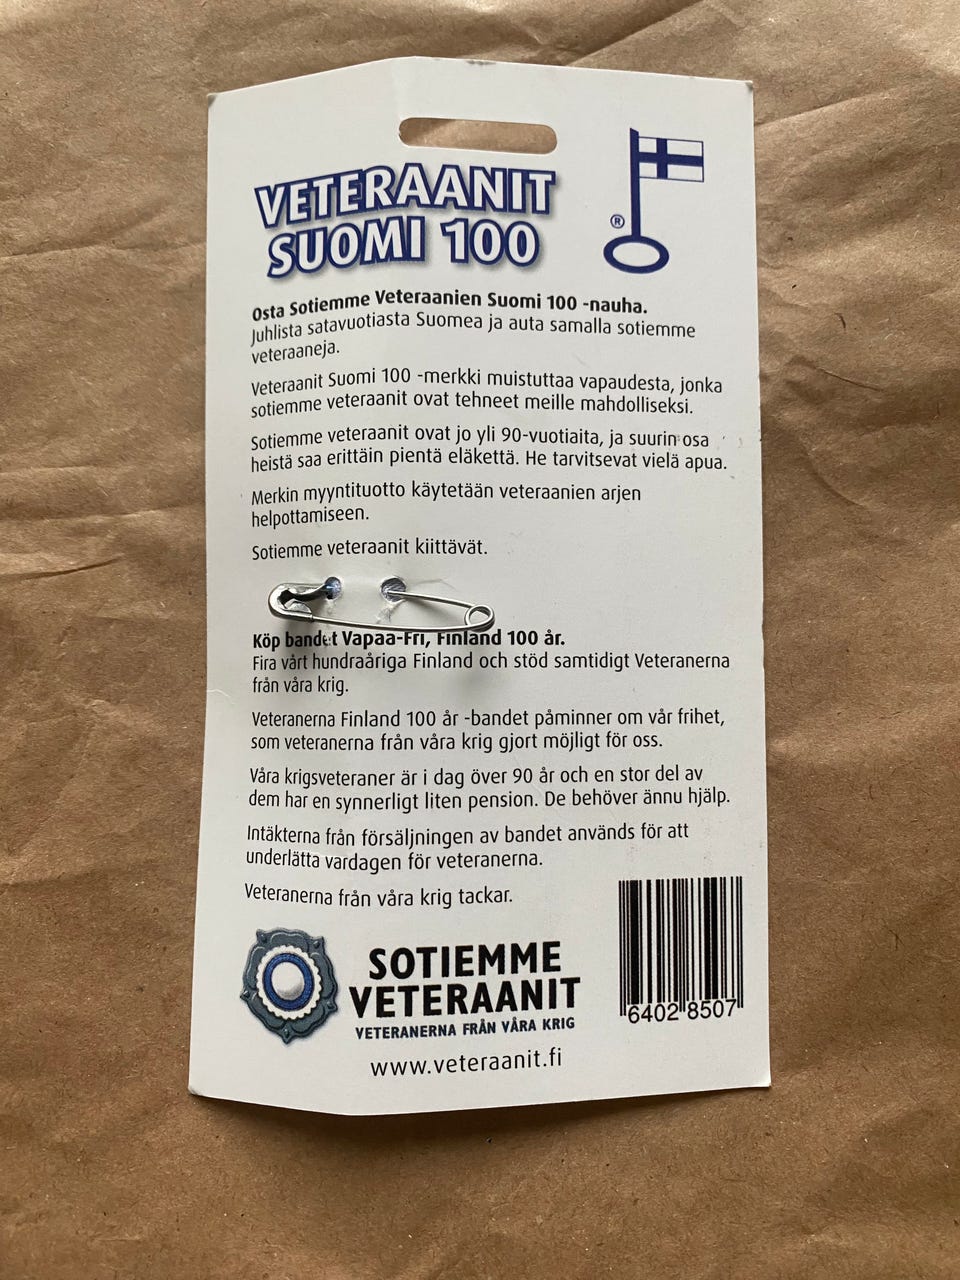 VETERAANIT
SUOMI 100
®
Osta Sotiemme Veteraanien Suomi 100 -nauha.
Juhlista satavuotiasta Suomea ja auta samalla sotiemme
veteraaneja.
Veteraanit Suomi 100 -merkki muistuttaa vapaudesta, jonka
sotiemme veteraanit ovat tehneet meille mahdolliseksi.
Sotiemme veteraanit ovat jo yli 90-vuotiaita, ja suurin osa
heistä saa erittäin pientä eläkettä. He tarvitsevat vielä apua.
Merkin myyntituotto käytetään veteraanien arjen
helpottamiseen.
Sotiemme veteraanit kiittävät.
Köp bandet Vapaa-Fri, Finland 100 år.
Fira vårt hundraåriga Finland och stöd samtidigt Veteranerna
från våra krig.
Veteranerna Finland 100 år -bandet påminner om vår frihet,
som veteranerna från våra krig gjort möjligt för oss.
Våra krigsveteraner är i dag över 90 år och en stor del av
dem har en synnerligt liten pension. De behöver ännu hjälp.
Intäkterna från försäljningen av bandet används för att
underlätta vardagen för veteranerna.
Veteranerna från våra krig tackar.
SOTIEMME
VETERAANIT
VETERANERNA FRÅN VÅRA KRIG
www.veteraanit.fi
6402 8507